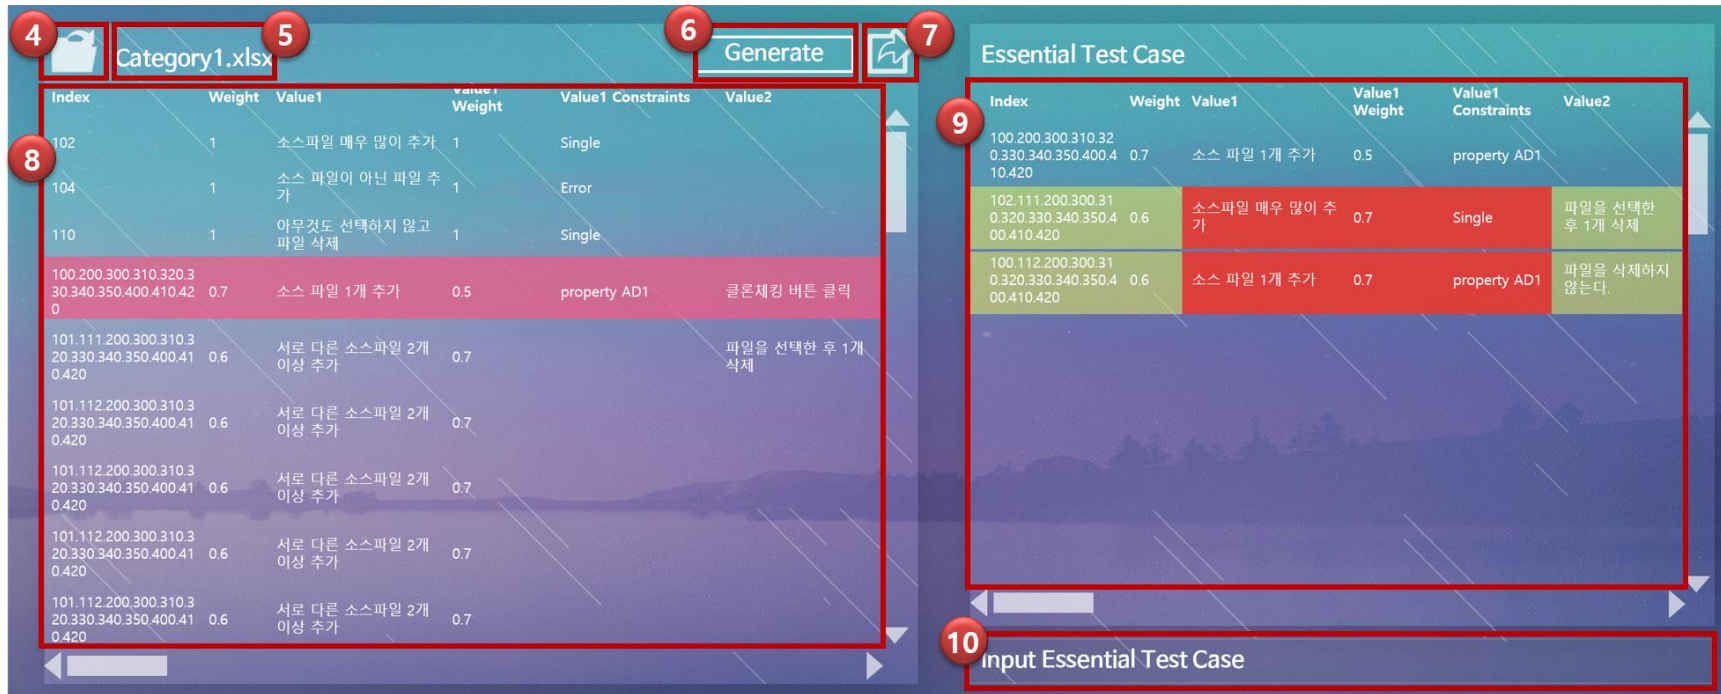 4
5
6
7
Category1.xlsx
Generate
Essential Test Case
8
Index Weight Value1 Value1 Weight Value1 Constraints Value2
102 1 소스파일 매우 많이 추가 1 Single
104 1 소스 파일이 아닌 파일 추
가 1 Error
110 1 아무것도 선택하지 않고
파일 삭제 1 Single
100.200.300.310.320.3
30.340.350.400.410.42 0.7 소스 파일 1개 추가 0.5 property AD1 클론체킹 버튼 클릭
0
101.111.200.300.310.3
20.330.340.350.400.41 0.6 서로 다른 소스파일 2개
이상 추가 0.7 파일을 선택한 후 1개
삭제
0.420
101.112.200.300.310.3
20.330.340.350.400.41 0.6 서로 다른 소스파일 2개
이상 추가 0.7
0.420
101.112.200.300.310.3
20.330.340.350.400.41 0.6 서로 다른 소스파일 2개
이상 추가 0.7
0.420
101.112.200.300.310.3
20.330.340.350.400.41 0.6 서로 다른 소스파일 2개
이상 추가 0.7
0.420
101.112.200.300.310.3
20.330.340.350.400.41 0.6 서로 다른 소스파일 2개
이상 추가 0.7
0.420
9
Index Weight Value1 Value1 Weight Value1 Constraints Value2
100.200.300.310.32
0.330.340.350.400.4 0.7 소스 파일 1개 추가 0.5 property AD1
10.420
102.111.200.300.31
0.320.330.340.350.4 0.6 소스파일 매우 많이 추
가 0.7 Single 파일을 선택한
후 1개 삭제
00.410.420
100.112.200.300.31
0.320.330.340.350.4 0.6 소스 파일 1개 추가 0.7 property AD1 파일을 삭제하지
않는다.
00.410.420
10
Input Essential Test Case